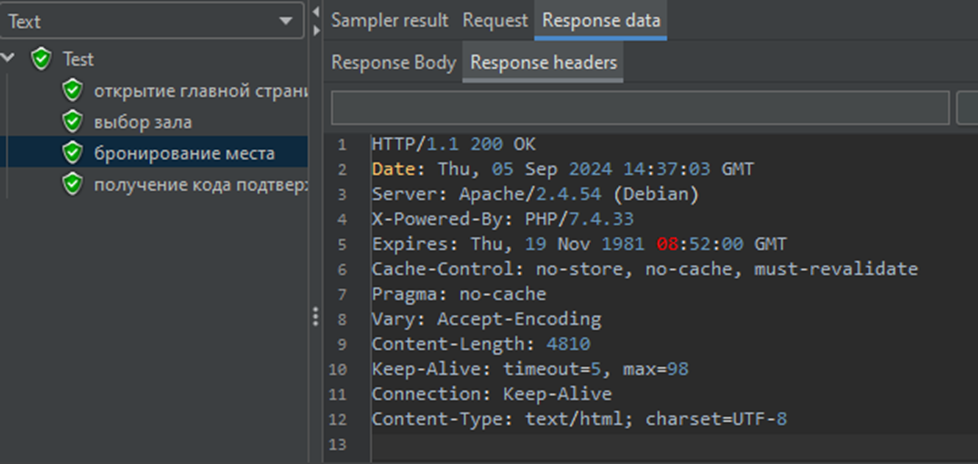 Text
Test
открытие главной страни
выбор зала
бронирование места
получение кода подтвер
Sampler result Request Response data
Response Body Response headers
1 HTTP/1.1 200 OK
2 Date: Thu, 05 Sep 2024 14:37:03 GMT
3 Server: Apache/2.4.54 (Debian)
4 X-Powered-By: PHP/7.4.33
5 Expires: Thu, 19 Nov 1981 08:52:00 GMT
6 Cache-Control: no-store, no-cache, must-revalidate
7 Pragma: no-cache
8 Vary: Accept-Encoding
9 Content-Length: 4810
10 Keep-Alive: timeout=5, max=98
11 Connection: Keep-Alive
12 Content-Type: text/html; charset=UTF-8
13